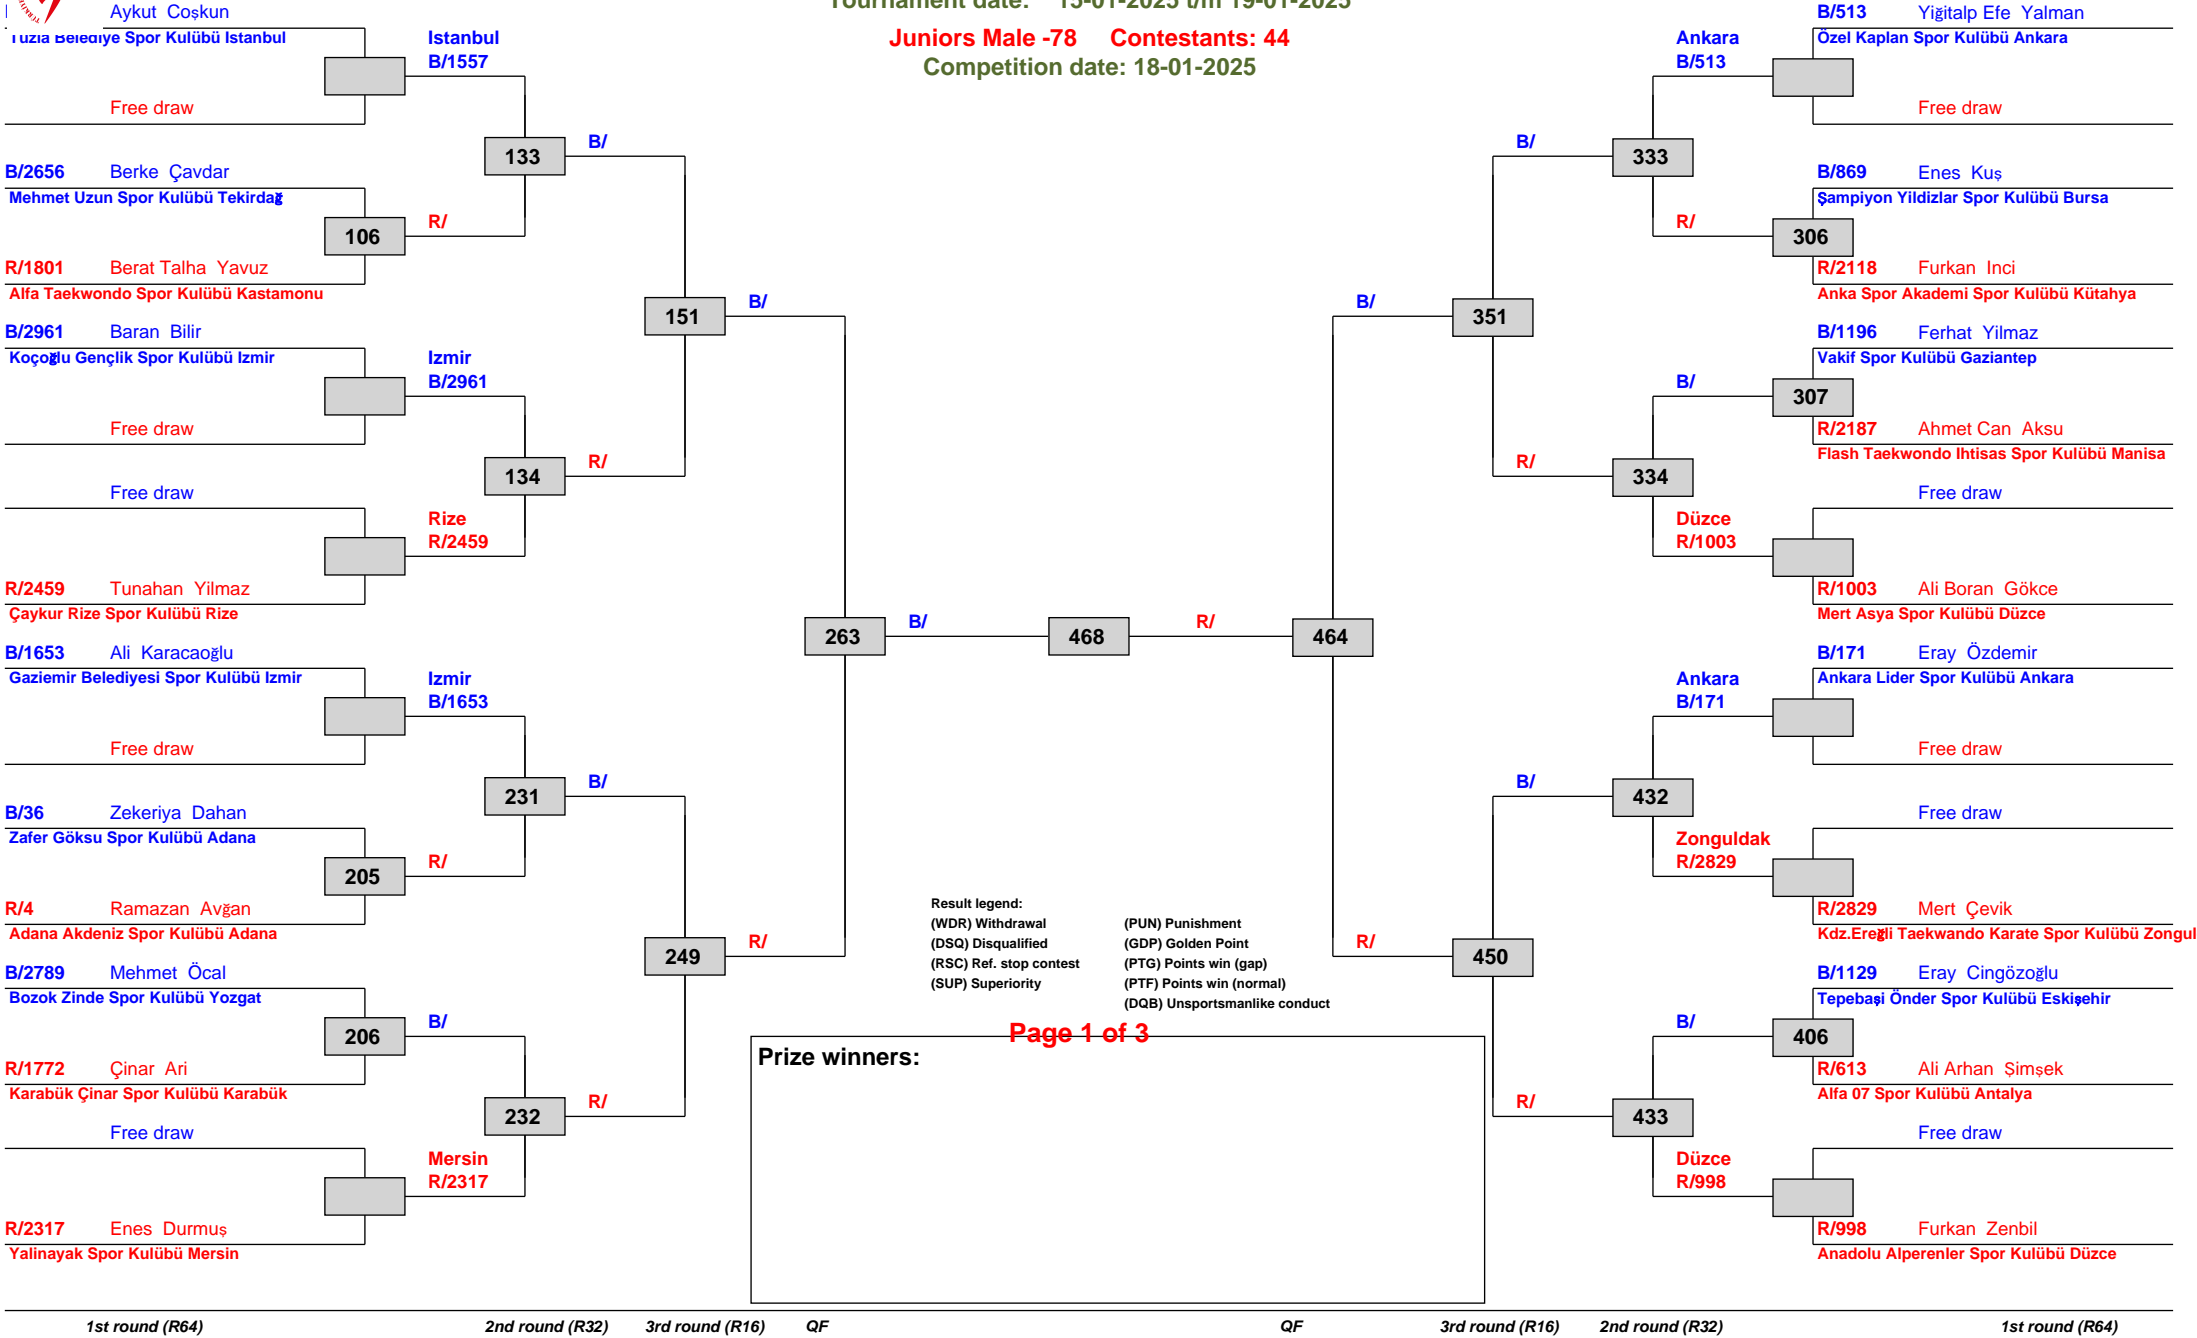 Tournament date: 15-01-2025 t/m 19-01-2025
Juniors Male -78 Contestants: 44
Competition date: 18-01-2025
Aykut Coşkun
Tuzla Belediye Spor Kulübü Istanbul
Free draw
Istanbul
B/1557
B/2656 Berke Çavdar
Mehmet Uzun Spor Kulübü Tekirdağ
106
R/1801 Berat Talha Yavuz
Alfa Taekwondo Spor Kulübü Kastamonu
R/
133
B/
B/2961 Baran Bilir
Koçoğlu Gençlik Spor Kulübü Izmir
Free draw
Izmir
B/2961
Free draw
R/2459 Tunahan Yilmaz
Çaykur Rize Spor Kulübü Rize
Rize
R/2459
134
R/
151
B/
B/1653 Ali Karacaoğlu
Gaziemir Belediyesi Spor Kulübü Izmir
Free draw
Izmir
B/1653
B/36 Zekeriya Dahan
Zafer Göksu Spor Kulübü Adana
205
R/4 Ramazan Avğan
Adana Akdeniz Spor Kulübü Adana
R/
231
B/
B/2789 Mehmet Öcal
Bozok Zinde Spor Kulübü Yozgat
206
R/1772 Çinar Ari
Karabük Çinar Spor Kulübü Karabük
B/
Free draw
R/2317 Enes Durmuş
Yalinayak Spor Kulübü Mersin
Mersin
R/2317
232
R/
249
R/
263
B/
468
R/
464
B/
351
B/
333
Ankara
B/513
B/513 Yiğitalp Efe Yalman
Özel Kaplan Spor Kulübü Ankara
Free draw
R/
B/869 Enes Kuş
Şampiyon Yildizlar Spor Kulübü Bursa
306
R/2118 Furkan Inci
Anka Spor Akademi Spor Kulübü Kütahya
R/
334
B/
B/1196 Ferhat Yilmaz
Vakif Spor Kulübü Gaziantep
307
R/2187 Ahmet Can Aksu
Flash Taekwondo Ihtisas Spor Kulübü Manisa
Düzce
R/1003
Free draw
R/1003 Ali Boran Gökce
Mert Asya Spor Kulübü Düzce
R/
450
B/
432
Ankara
B/171
B/171 Eray Özdemir
Ankara Lider Spor Kulübü Ankara
Free draw
Zonguldak
R/2829
Free draw
R/2829 Mert Çevik
Kdz.Ereğli Taekwando Karate Spor Kulübü Zongul
R/
433
B/
B/1129 Eray Cingözoğlu
Tepebaşi Önder Spor Kulübü Eskişehir
406
R/613 Ali Arhan Şimşek
Alfa 07 Spor Kulübü Antalya
Düzce
R/998
Free draw
R/998 Furkan Zenbil
Anadolu Alperenler Spor Kulübü Düzce
Result legend:
(WDR) Withdrawal (PUN) Punishment
(DSQ) Disqualified (GDP) Golden Point
(RSC) Ref. stop contest (PTG) Points win (gap)
(SUP) Superiority (PTF) Points win (normal)
(DQB) Unsportsmanlike conduct
Page 1 of 3
Prize winners:
1st round (R64) 2nd round (R32) 3rd round (R16) QF QF 3rd round (R16) 2nd round (R32) 1st round (R64)